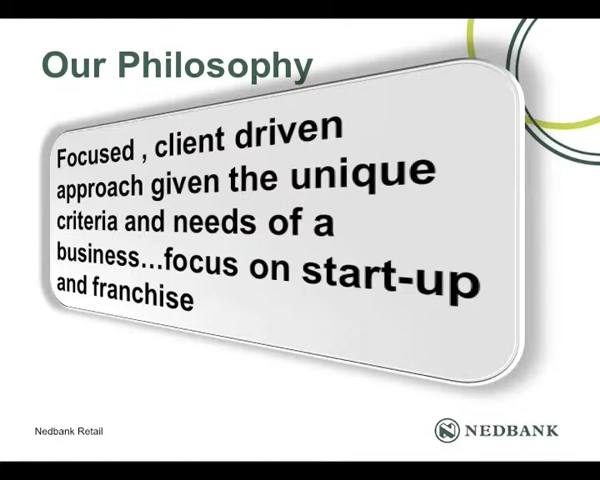 Our Philosophy
Focused , client driven
approach given the unique
criteria and needs of a
business...focus on start-up
and franchise
Nedbank Retail
NEDBANK